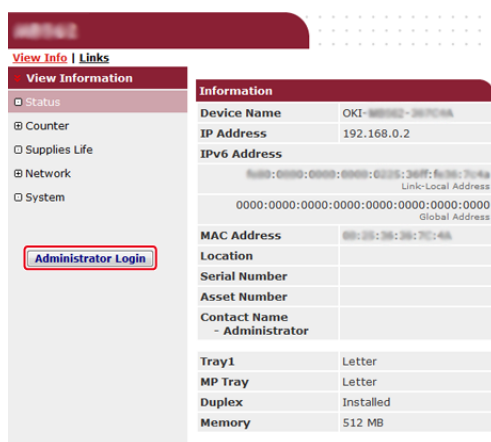 View Info | Links
View Information
Status
Counter
Supplies Life
Network
System
Administrator Login
Information
Device Name OKI-
IP Address 192.168.0.2
IPv6 Address
Link-Local Address
0000:0000:0000:0000:0000:0000:0000:0000
Global Address
MAC Address
Location
Serial Number
Asset Number
Contact Name
- Administrator
Tray1 Letter
MP Tray Letter
Duplex Installed
Memory 512 MB